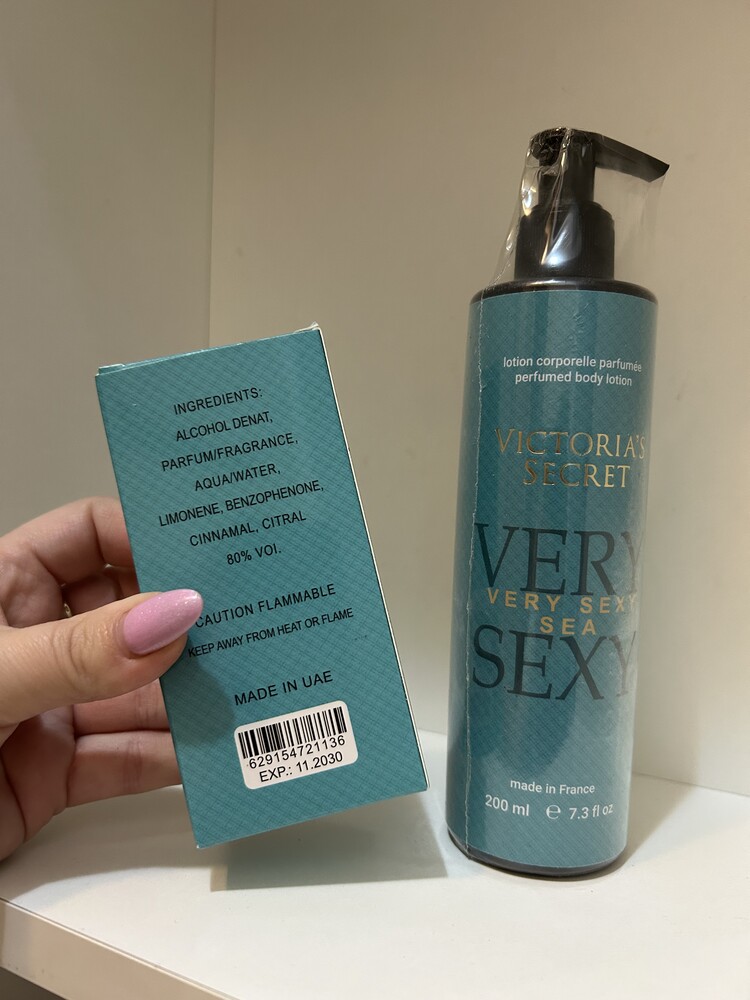 INGREDIENTS:
ALCOHOL DENAT,
PARFUM/FRAGRANCE,
AQUA/WATER,
LIMONENE, BENZOPHENONE,
CINNAMAL, CITRAL
80% VOI.
CAUTION FLAMMABLE
KEEP AWAY FROM HEAT OR FLAME
MADE IN UAE
629154721136
EXP.: 11.2030
lotion corporelle parfumée
perfumed body lotion
VICTORIA'S
SECRET
VERY
VERY SEXY
SEA
SEXY
made in France
200 ml ℮ 7.3 fl oz